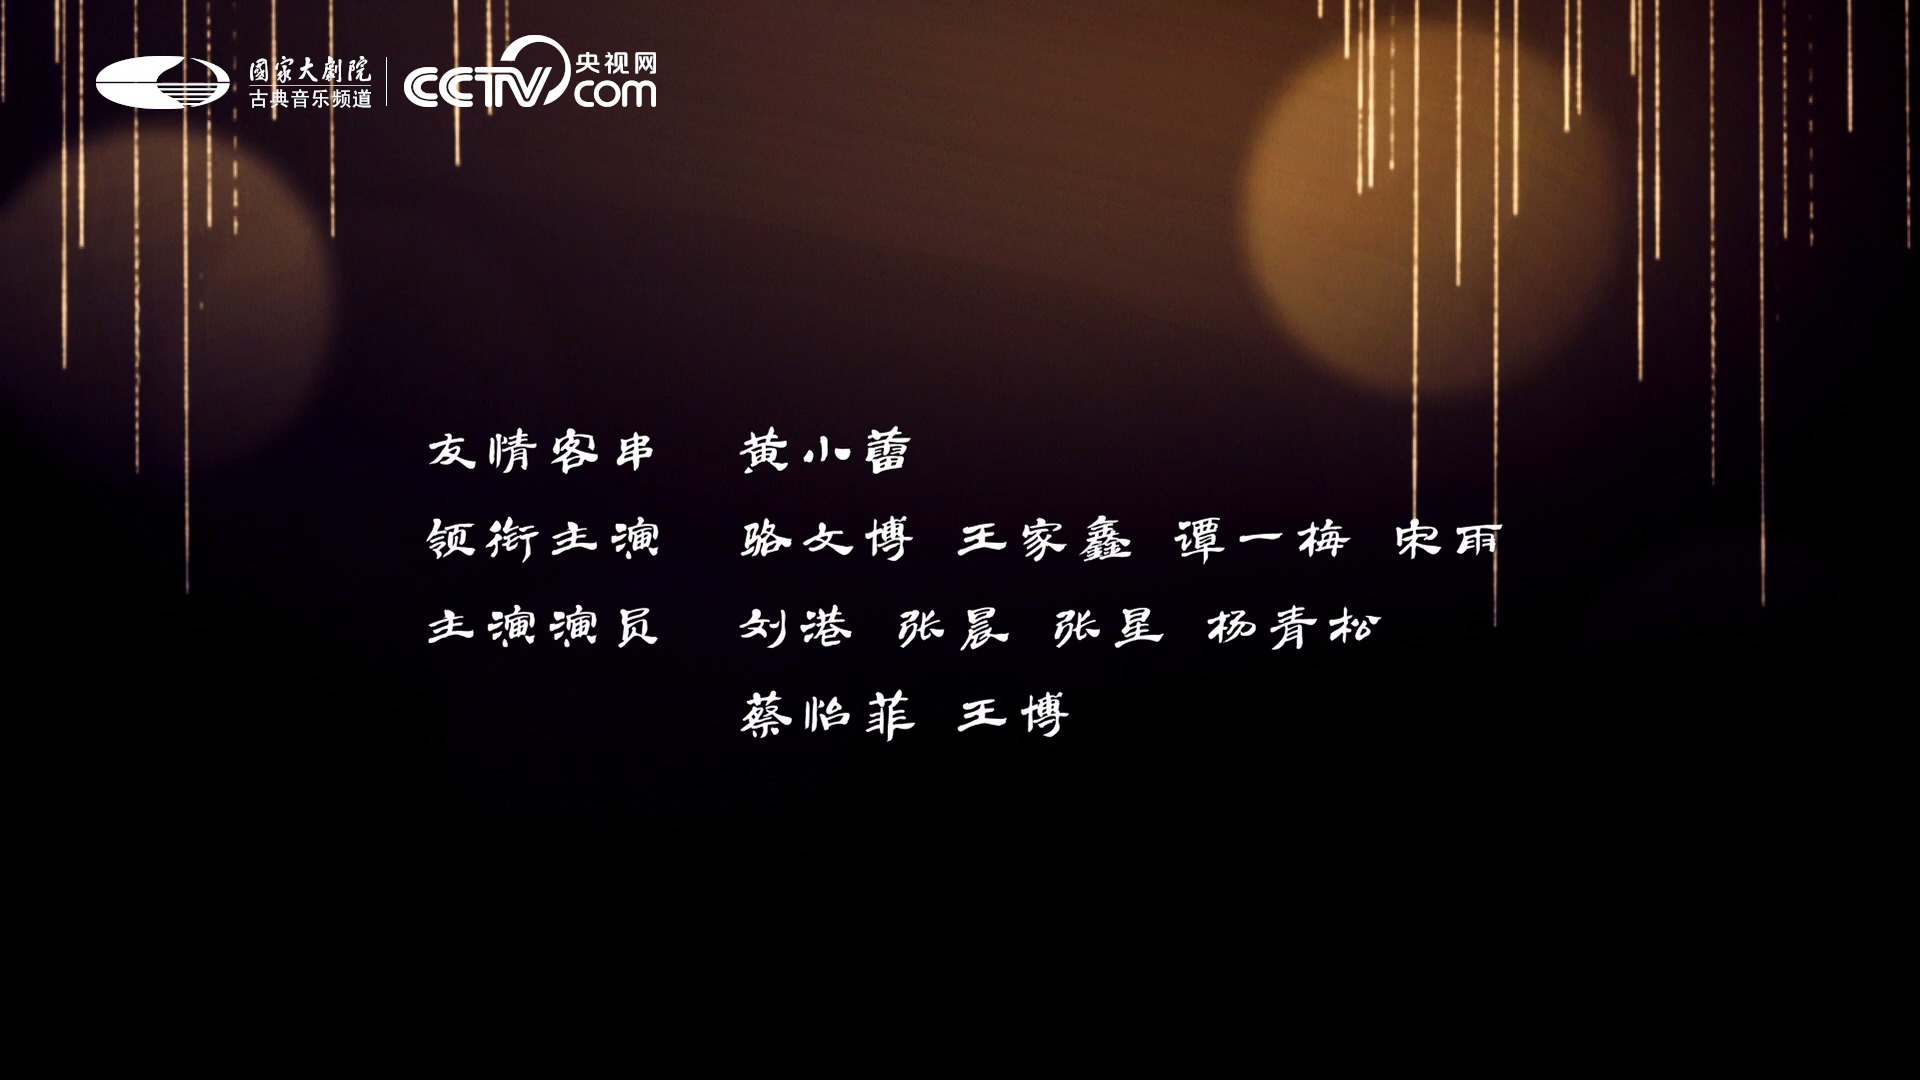 國家大劇院
古典音乐频道
CCTV.com 央视网
友情客串 黄小蕾
领衔主演 骆文博 王家鑫 谭一梅 宋雨
主演演员 刘港 张晨 张星 杨青松
蔡怡菲 王博